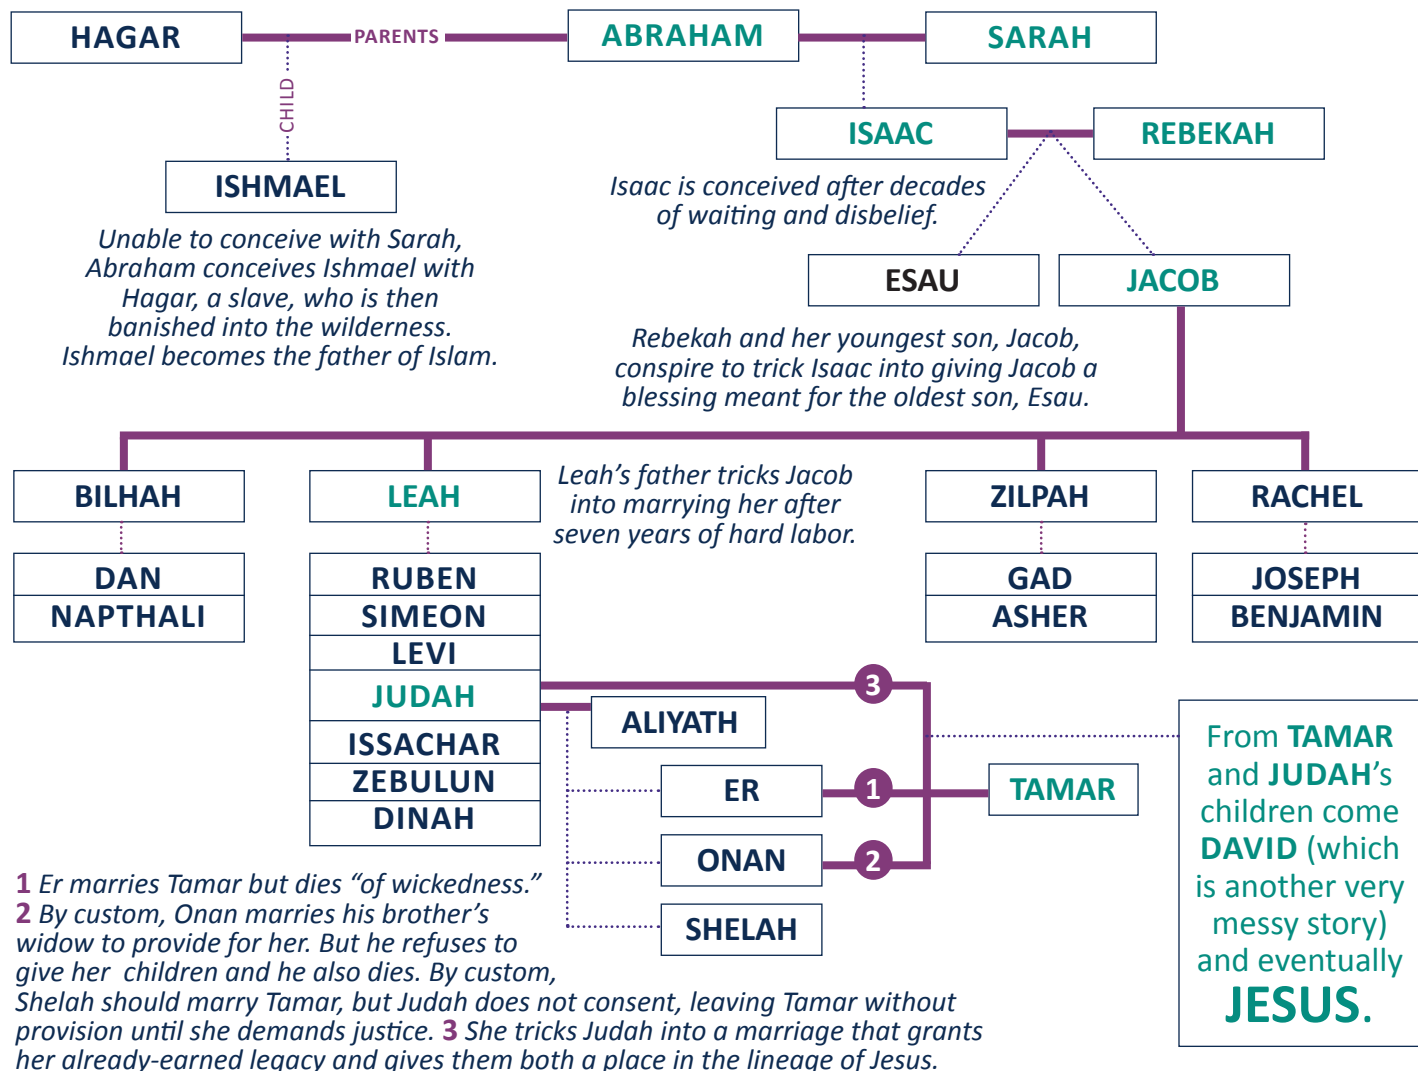 HAGAR
PARENTS
ABRAHAM
SARAH
CHILD
ISAAC
REBEKAH
ISHMAEL
Isaac is conceived after decades
of waiting and disbelief.
Unable to conceive with Sarah,
Abraham conceives Ishmael with
Hagar, a slave, who is then
banished into the wilderness.
Ishmael becomes the father of Islam.
ESAU
JACOB
Rebekah and her youngest son, Jacob,
conspire to trick Isaac into giving Jacob a
blessing meant for the oldest son, Esau.
BILHAH
LEAH
Leah’s father tricks Jacob
into marrying her after
seven years of hard labor.
ZILPAH
RACHEL
DAN
NAPTHALI
RUBEN
SIMEON
LEVI
JUDAH
ISSACHAR
ZEBULUN
DINAH
GAD
ASHER
JOSEPH
BENJAMIN
3
ALIYATH
ER
1
TAMAR
ONAN
2
SHELAH
From TAMAR
and JUDAH’s
children come
DAVID (which
is another very
messy story)
and eventually
JESUS.
1 Er marries Tamar but dies “of wickedness.”
2 By custom, Onan marries his brother’s
widow to provide for her. But he refuses to
give her children and he also dies. By custom,
Shelah should marry Tamar, but Judah does not consent, leaving Tamar without
provision until she demands justice. 3 She tricks Judah into a marriage that grants
her already-earned legacy and gives them both a place in the lineage of Jesus.